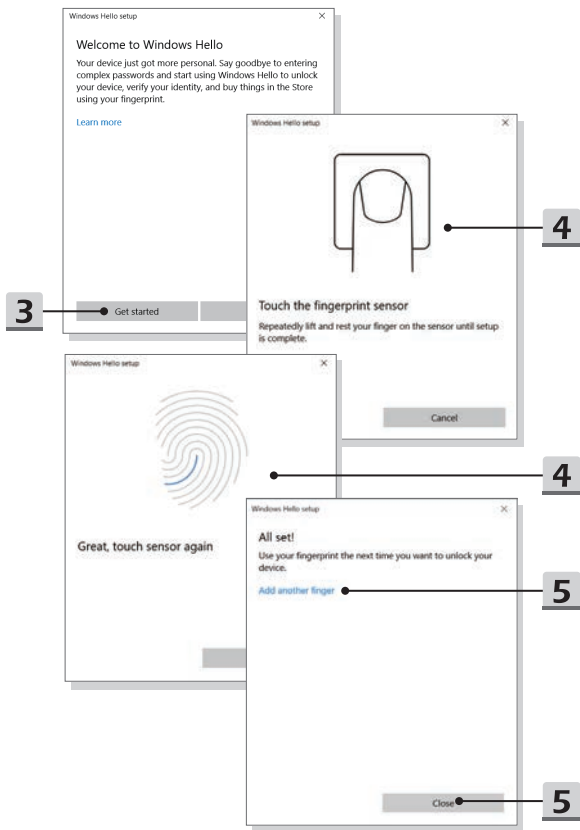 Windows Hello setup
Welcome to Windows Hello
Your device just got more personal. Say goodbye to entering
complex passwords and start using Windows Hello to unlock
your device, verify your identity, and buy things in the Store
using your fingerprint.
Learn more
3
Get started
Windows Hello setup
4
Touch the fingerprint sensor
Repeatedly lift and rest your finger on the sensor until setup
is complete.
Cancel
Windows Hello setup
4
Great, touch sensor again
Windows Hello setup
All set!
Use your fingerprint the next time you want to unlock your
device.
Add another finger
5
Close
5